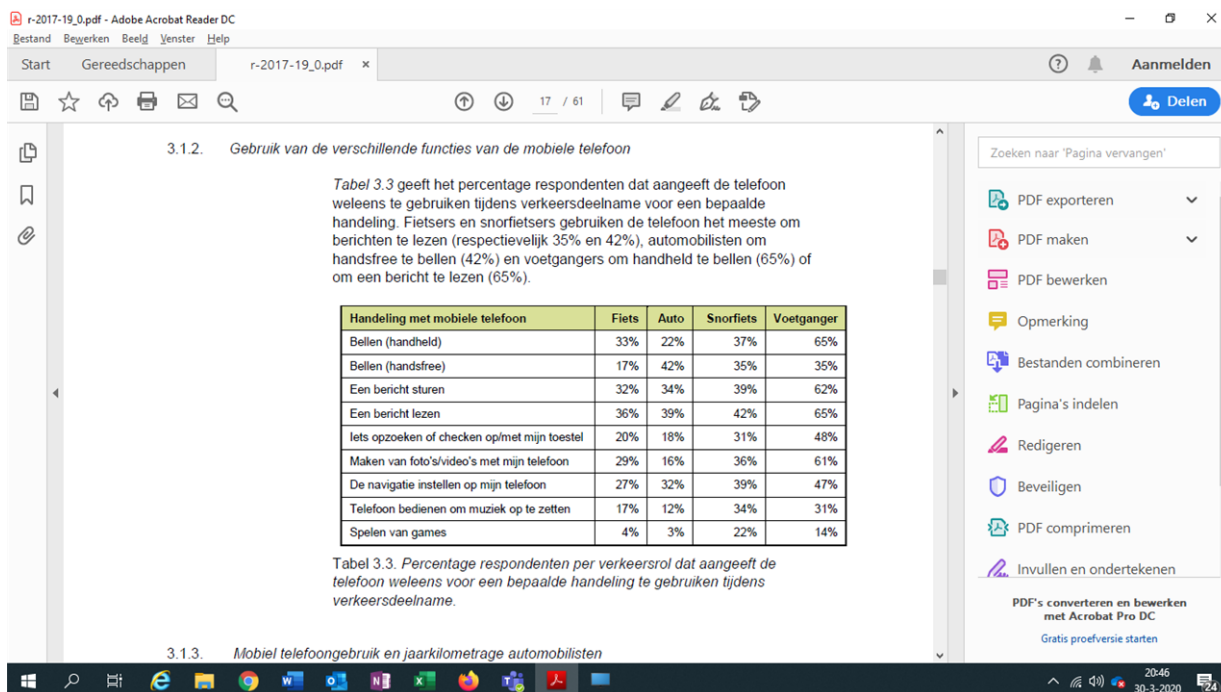 r-2017-19_0.pdf - Adobe Acrobat Reader DC
Bestand Bewerken Beeld Venster Help
Start Gereedschappen r-2017-19_0.pdf × Aanmelden
17 / 61 Delen
3.1.2. Gebruik van de verschillende functies van de mobiele telefoon
Tabel 3.3 geeft het percentage respondenten dat aangeeft de telefoon
weleens te gebruiken tijdens verkeersdeelname voor een bepaalde
handeling. Fietsers en snorfietsers gebruiken de telefoon het meeste om
berichten te lezen (respectievelijk 35% en 42%), automobilisten om
handsfree te bellen (42%) en voetgangers om handheld te bellen (65%) of
om een bericht te lezen (65%).
Handeling met mobiele telefoon Fiets Auto Snorfiets Voetganger
Bellen (handheld) 33% 22% 37% 65%
Bellen (handsfree) 17% 42% 35% 35%
Een bericht sturen 32% 34% 39% 62%
Een bericht lezen 36% 39% 42% 65%
Iets opzoeken of checken op/met mijn toestel 20% 18% 31% 48%
Maken van foto's/video's met mijn telefoon 29% 16% 36% 61%
De navigatie instellen op mijn telefoon 27% 32% 39% 47%
Telefoon bedienen om muziek op te zetten 17% 12% 34% 31%
Spelen van games 4% 3% 22% 14%
Tabel 3.3. Percentage respondenten per verkeersrol dat aangeeft de
telefoon weleens voor een bepaalde handeling te gebruiken tijdens
verkeersdeelname.
3.1.3. Mobiel telefoongebruik en jaarkilometrage automobilisten
Zoeken naar 'Pagina vervangen'
PDF exporteren
PDF maken
PDF bewerken
Opmerking
Bestanden combineren
Pagina's indelen
Redigeren
Beveiligen
PDF comprimeren
Invullen en ondertekenen
PDF's converteren en bewerken
met Acrobat Pro DC
Gratis proefversie starten
20:46
30-3-2020
24